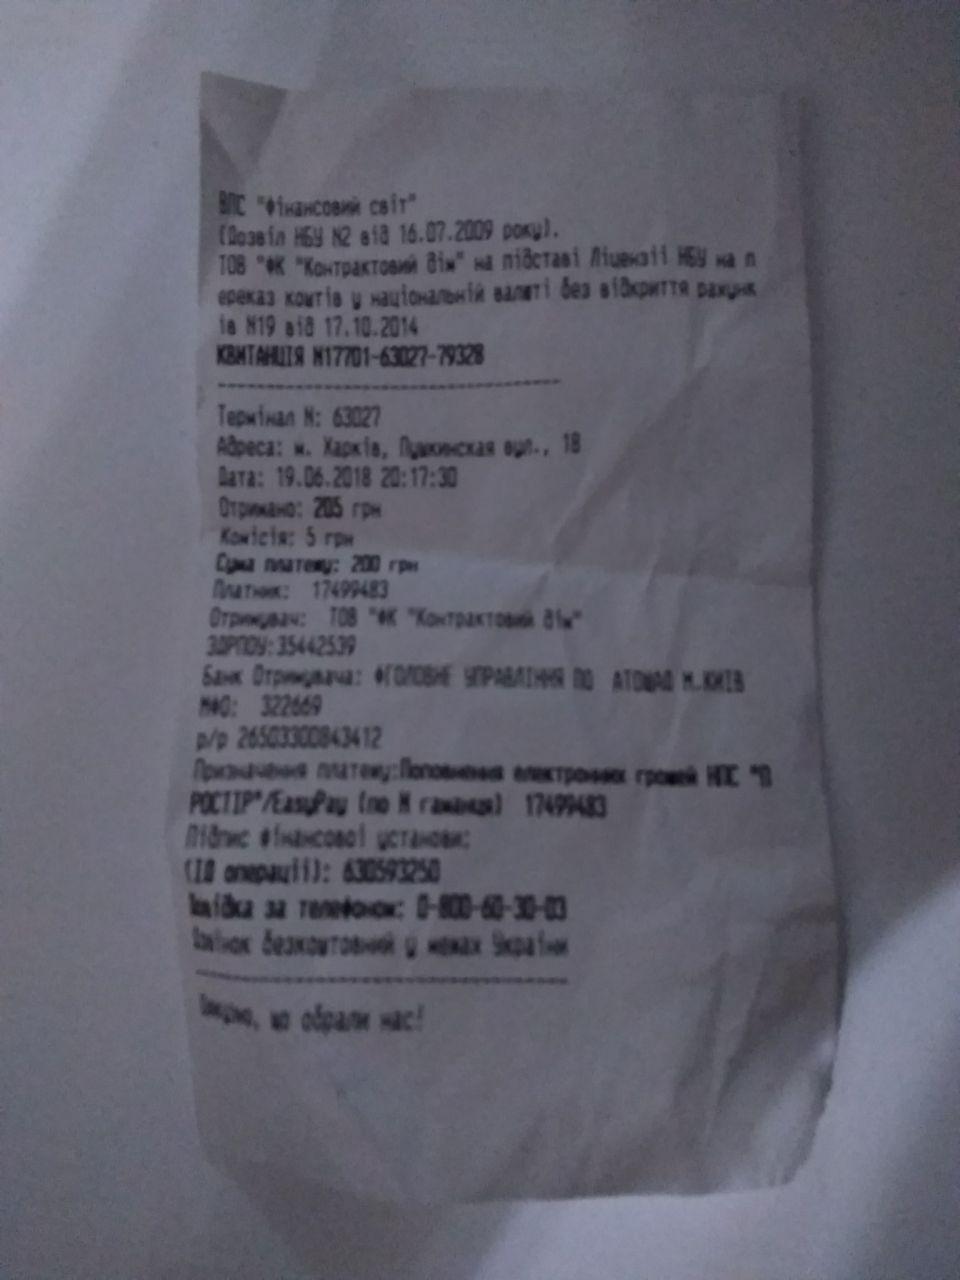 ВПС "Фінансовий світ"
(Дозвіл НБУ N2 від 16.07.2009 року).
ТОВ "ФК "Контрактовий дім" на підставі Ліцензії НБУ на п
ереказ коштів у національній валюті без відкриття рахунк
ів N19 від 17.10.2014
КВИТАНЦІЯ N17701-63027-79328
Термінал N: 63027
Адреса: м. Харків, Пушкинская вул., 18
Дата: 19.06.2018 20:17:30
Отримано: 205 грн
Комісія: 5 грн
Сума платежу: 200 грн
Платник: 17499483
Отримувач: ТОВ "ФК "Контрактовий дім"
ЗДРПОУ:35442539
Банк Отримувача: ФГОЛОВНЕ УПРАВЛІННЯ ПО АТОЩАД М.КИЇВ
МФО: 322669
р/р 26503300843412
Призначення платежу:Поповнення електронних грошей НПС "П
РОСТІР"/EasyPay (по N гаманця) 17499483
Підпис фінансової установи:
(ID операції): 630593250
Довідка за телефоном: 0-800-60-30-03
Дзвінок безкоштовний у межах України
Дякуємо, що обрали нас!